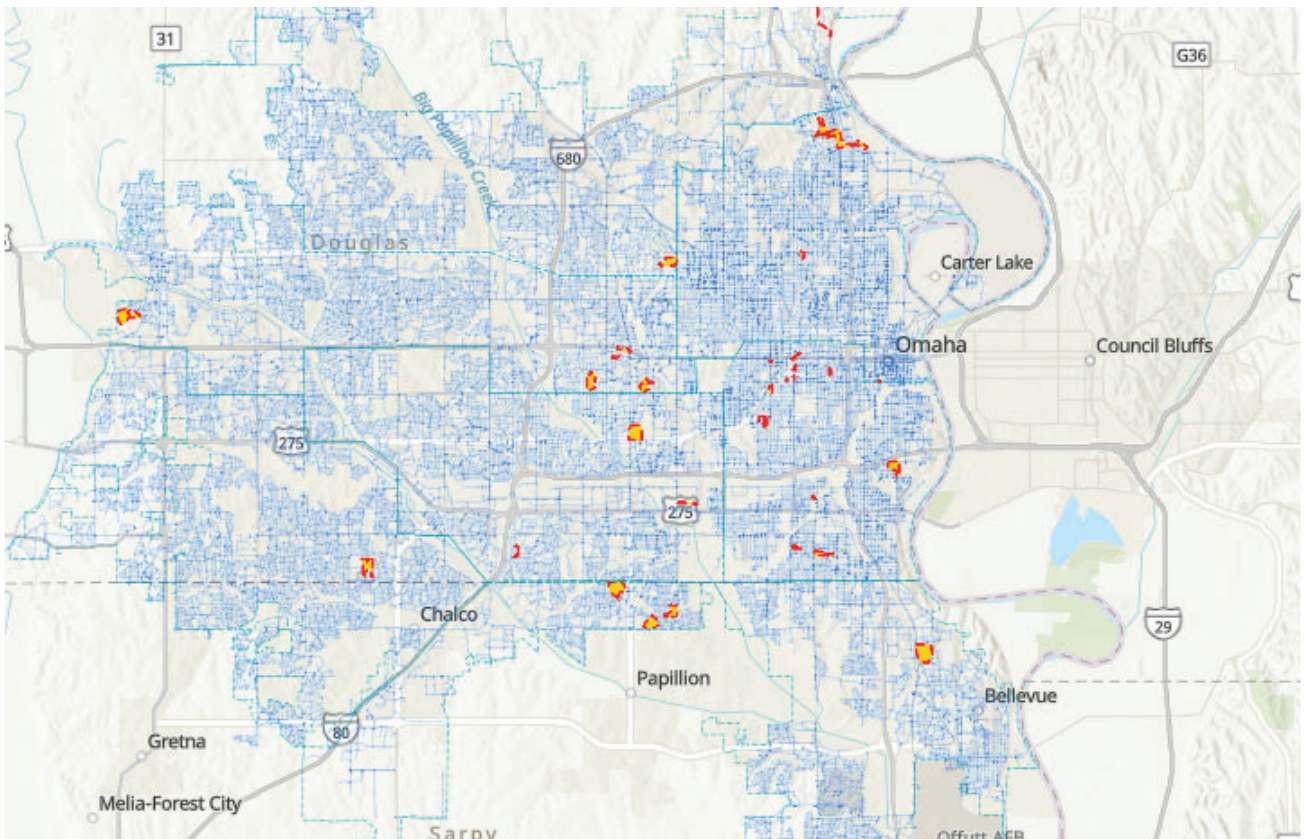 31
G36
Big Papillion Creek
680
Douglas
Carter Lake
Omaha
Council Bluffs
275
275
Chalco
29
Papillion
Bellevue
80
Gretna
Melia-Forest City
Sarpy
Offutt AFB